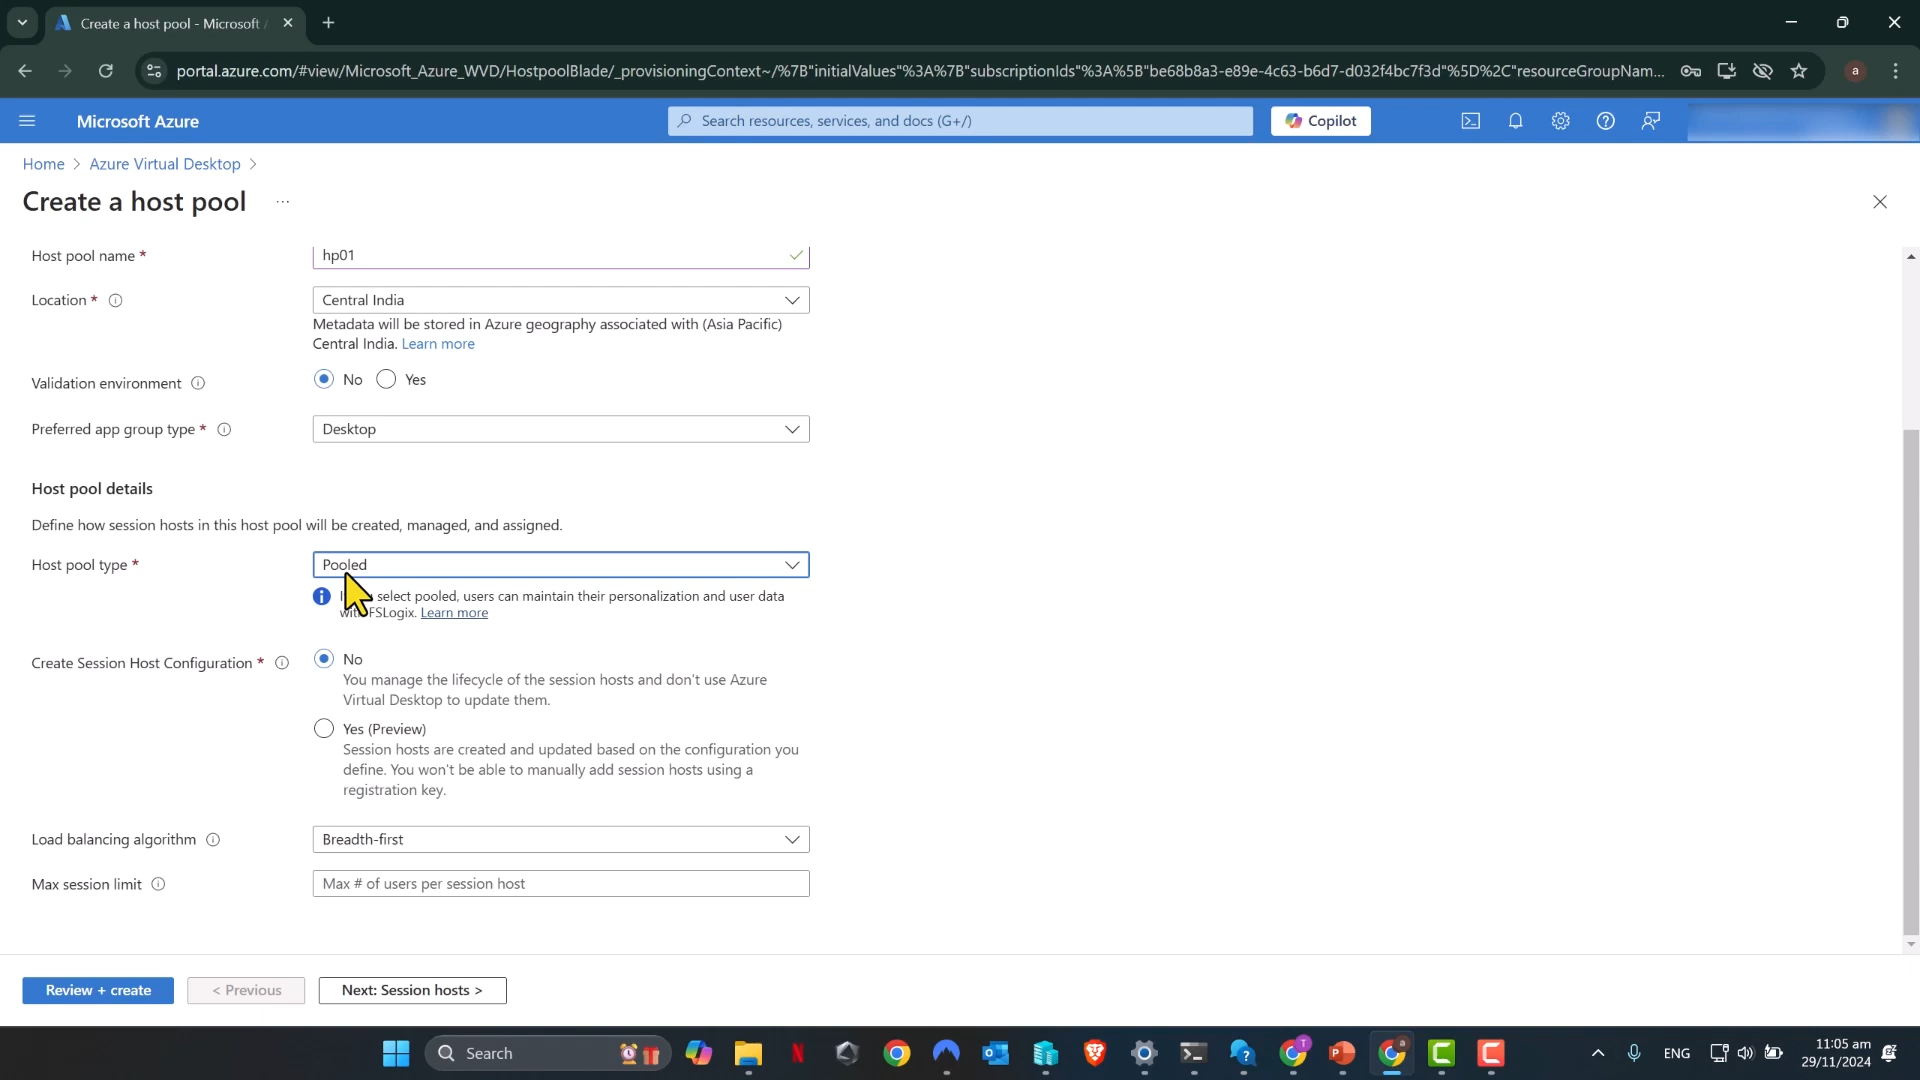 Create a host pool - Microsoft
portal.azure.com/#view/Microsoft_Azure_WVD/HostpoolBlade/_provisioningContext~/%7B"initialValues"%3A%7B"subscriptionIds"%3A%5B"be68b8a3-e89e-4c63-b6d7-d032f4bc7f3d"%5D%2C"resourceGroupNam...
a
Microsoft Azure
Search resources, services, and docs (G+/)
Copilot
Home > Azure Virtual Desktop >
Create a host pool ...
Host pool name *
hp01
Location *
Central India
Metadata will be stored in Azure geography associated with (Asia Pacific)
Central India. Learn more
Validation environment
No Yes
Preferred app group type *
Desktop
Host pool details
Define how session hosts in this host pool will be created, managed, and assigned.
Host pool type *
Pooled
select pooled, users can maintain their personalization and user data
FSLogix. Learn more
Create Session Host Configuration *
No
You manage the lifecycle of the session hosts and don't use Azure
Virtual Desktop to update them.
Yes (Preview)
Session hosts are created and updated based on the configuration you
define. You won't be able to manually add session hosts using a
registration key.
Load balancing algorithm
Breadth-first
Max session limit
Max # of users per session host
Review + create
< Previous
Next: Session hosts >
Search
ENG
11:05 am
29/11/2024